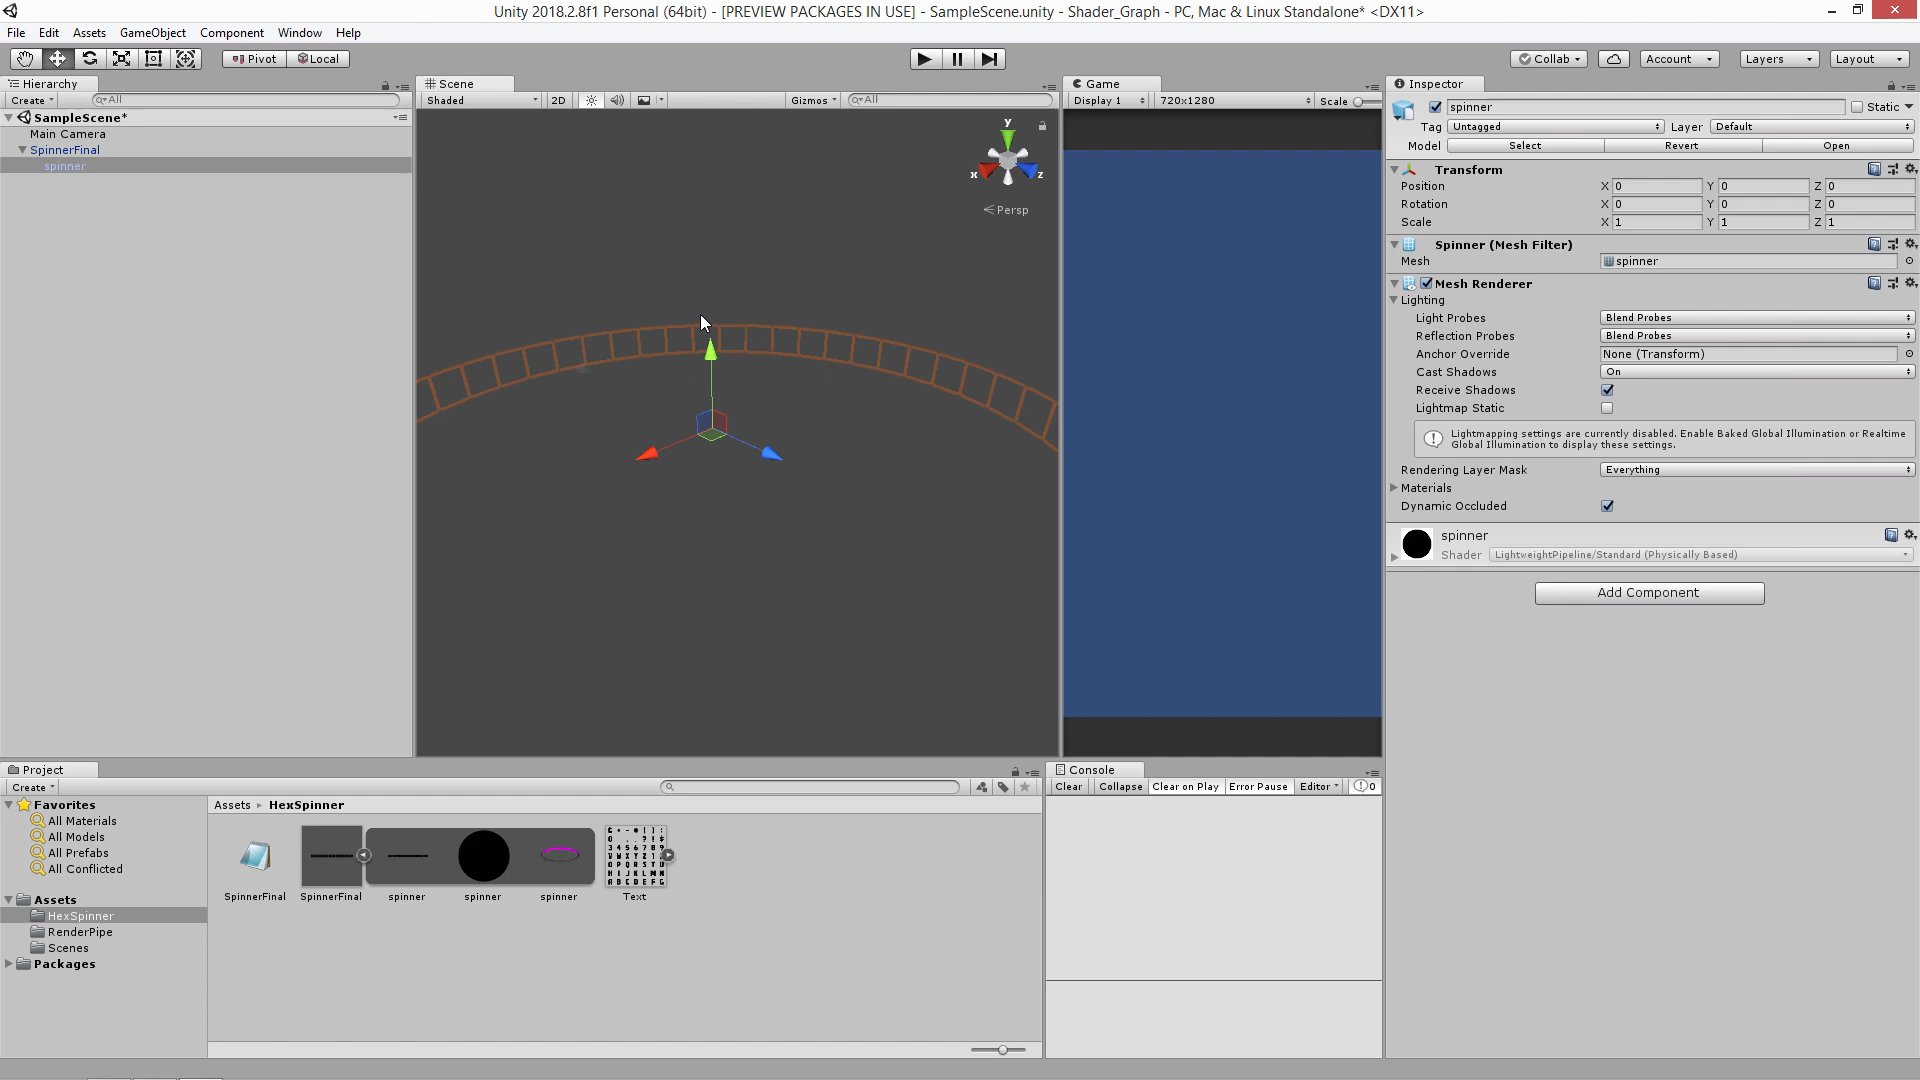 Unity 2018.2.8f1 Personal (64bit) - [PREVIEW PACKAGES IN USE] - SampleScene.unity - Shader_Graph - PC, Mac & Linux Standalone* <DX11>
File Edit Assets GameObject Component Window Help
Pivot Local Collab Account Layers Layout
Hierarchy
Create All
SampleScene*
Main Camera
SpinnerFinal
spinner
Scene
Shaded 2D Gizmos All
y
x z
Persp
Game
Display 1 720x1280 Scale
Inspector
spinner Static
Tag Untagged Layer Default
Model Select Revert Open
Transform
Position X 0 Y 0 Z 0
Rotation X 0 Y 0 Z 0
Scale X 1 Y 1 Z 1
Spinner (Mesh Filter)
Mesh spinner
Mesh Renderer
Lighting
Light Probes Blend Probes
Reflection Probes Blend Probes
Anchor Override None (Transform)
Cast Shadows On
Receive Shadows
Lightmap Static
Lightmapping settings are currently disabled. Enable Baked Global Illumination or Realtime
Global Illumination to display these settings.
Rendering Layer Mask Everything
Materials
Dynamic Occluded
spinner
Shader LightweightPipeline/Standard (Physically Based)
Add Component
Project
Create
Favorites
All Materials
All Models
All Prefabs
All Conflicted
Assets
HexSpinner
RenderPipe
Scenes
Packages
Assets HexSpinner
SpinnerFinal SpinnerFinal spinner spinner spinner Text
Console
Clear Collapse Clear on Play Error Pause Editor 0